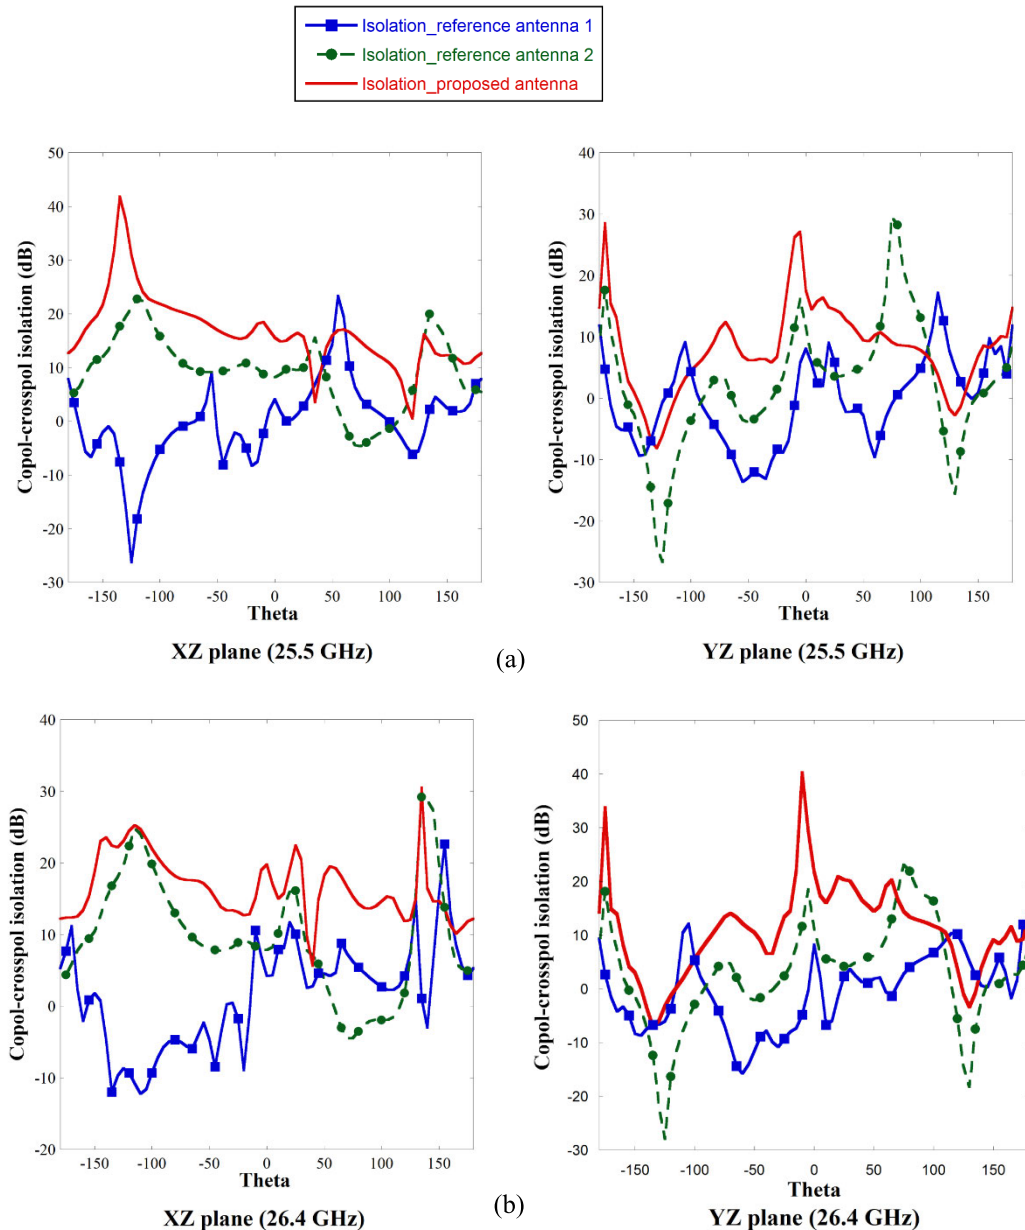 Isolation_reference antenna 1
Isolation_reference antenna 2
Isolation_proposed antenna
50
40
30
20
10
0
-10
-20
-30
Copol-crosspol isolation (dB)
-150 -100 -50 0 50 100 150
Theta
XZ plane (25.5 GHz)
40
30
20
10
0
-10
-20
-30
Copol-crosspol isolation (dB)
-150 -100 -50 0 50 100 150
Theta
YZ plane (25.5 GHz)
(a)
40
30
20
10
0
-10
-20
Copol-crosspol isolation (dB)
-150 -100 -50 0 50 100 150
Theta
XZ plane (26.4 GHz)
50
40
30
20
10
0
-10
-20
-30
Copol-crosspol isolation (dB)
-150 -100 -50 0 50 100 150
Theta
YZ plane (26.4 GHz)
(b)